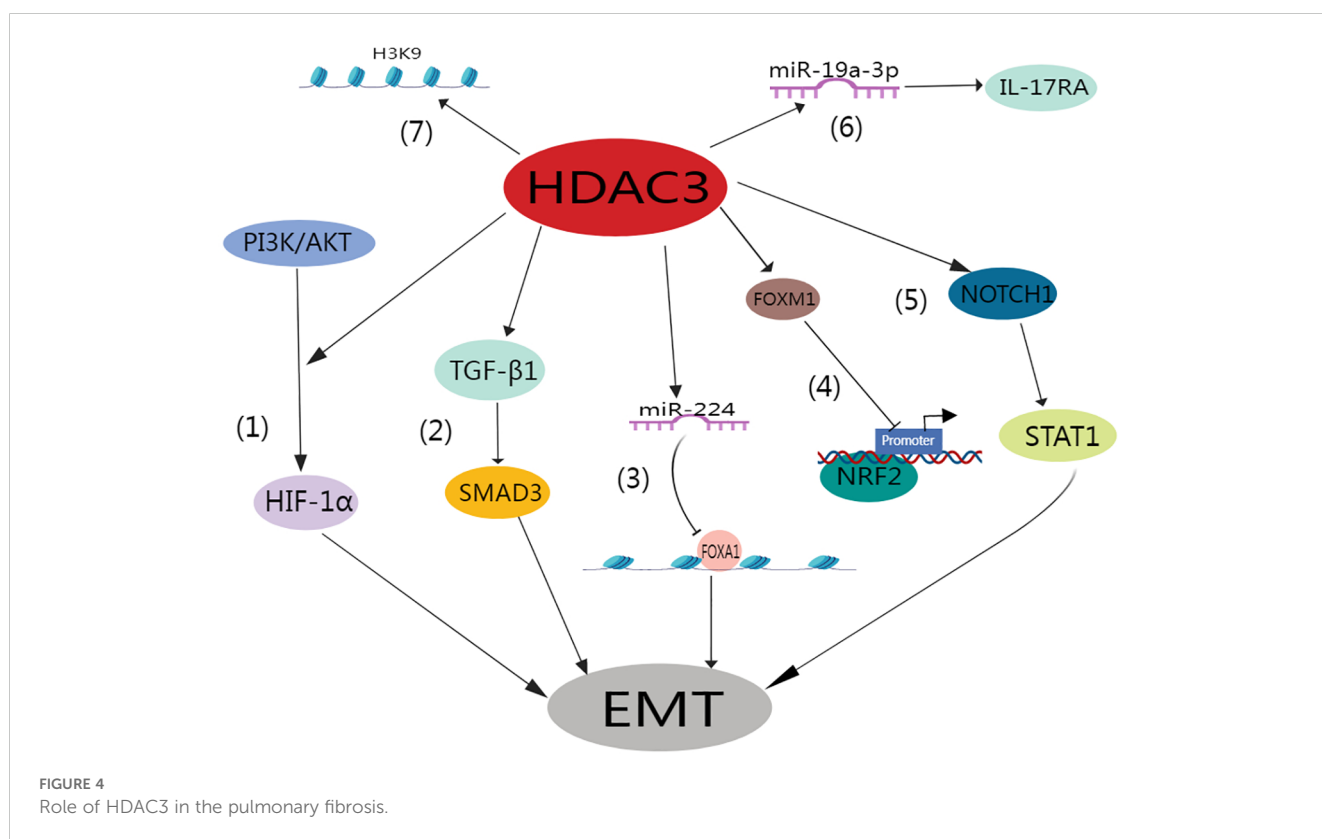 H3K9
miR-19a-3p
IL-17RA
(7)
(6)
HDAC3
PI3K/AKT
FOXM1
(5)
NOTCH1
TGF-β1
(4)
miR-224
(1)
(2)
Promoter
STAT1
(3)
NRF2
HIF-1α
SMAD3
FOXA1
EMT
FIGURE 4
Role of HDAC3 in the pulmonary fibrosis.